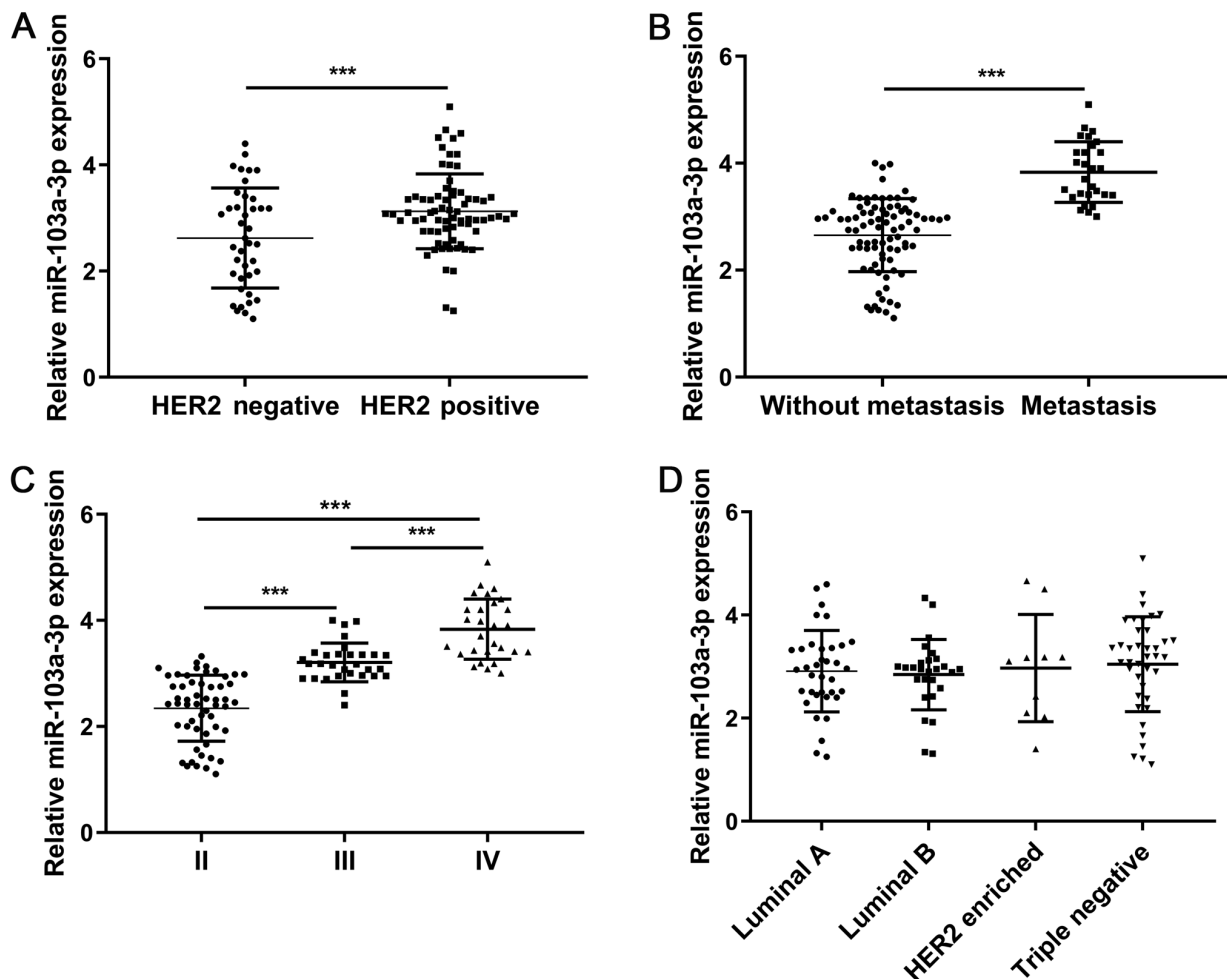 A
Relative miR-103a-3p expression
6
4
2
0
***
HER2 negative
HER2 positive
B
Relative miR-103a-3p expression
6
4
2
0
***
Without metastasis
Metastasis
C
Relative miR-103a-3p expression
6
4
2
0
***
***
***
II
III
IV
D
Relative miR-103a-3p expression
6
4
2
0
Luminal A
Luminal B
HER2 enriched
Triple negative